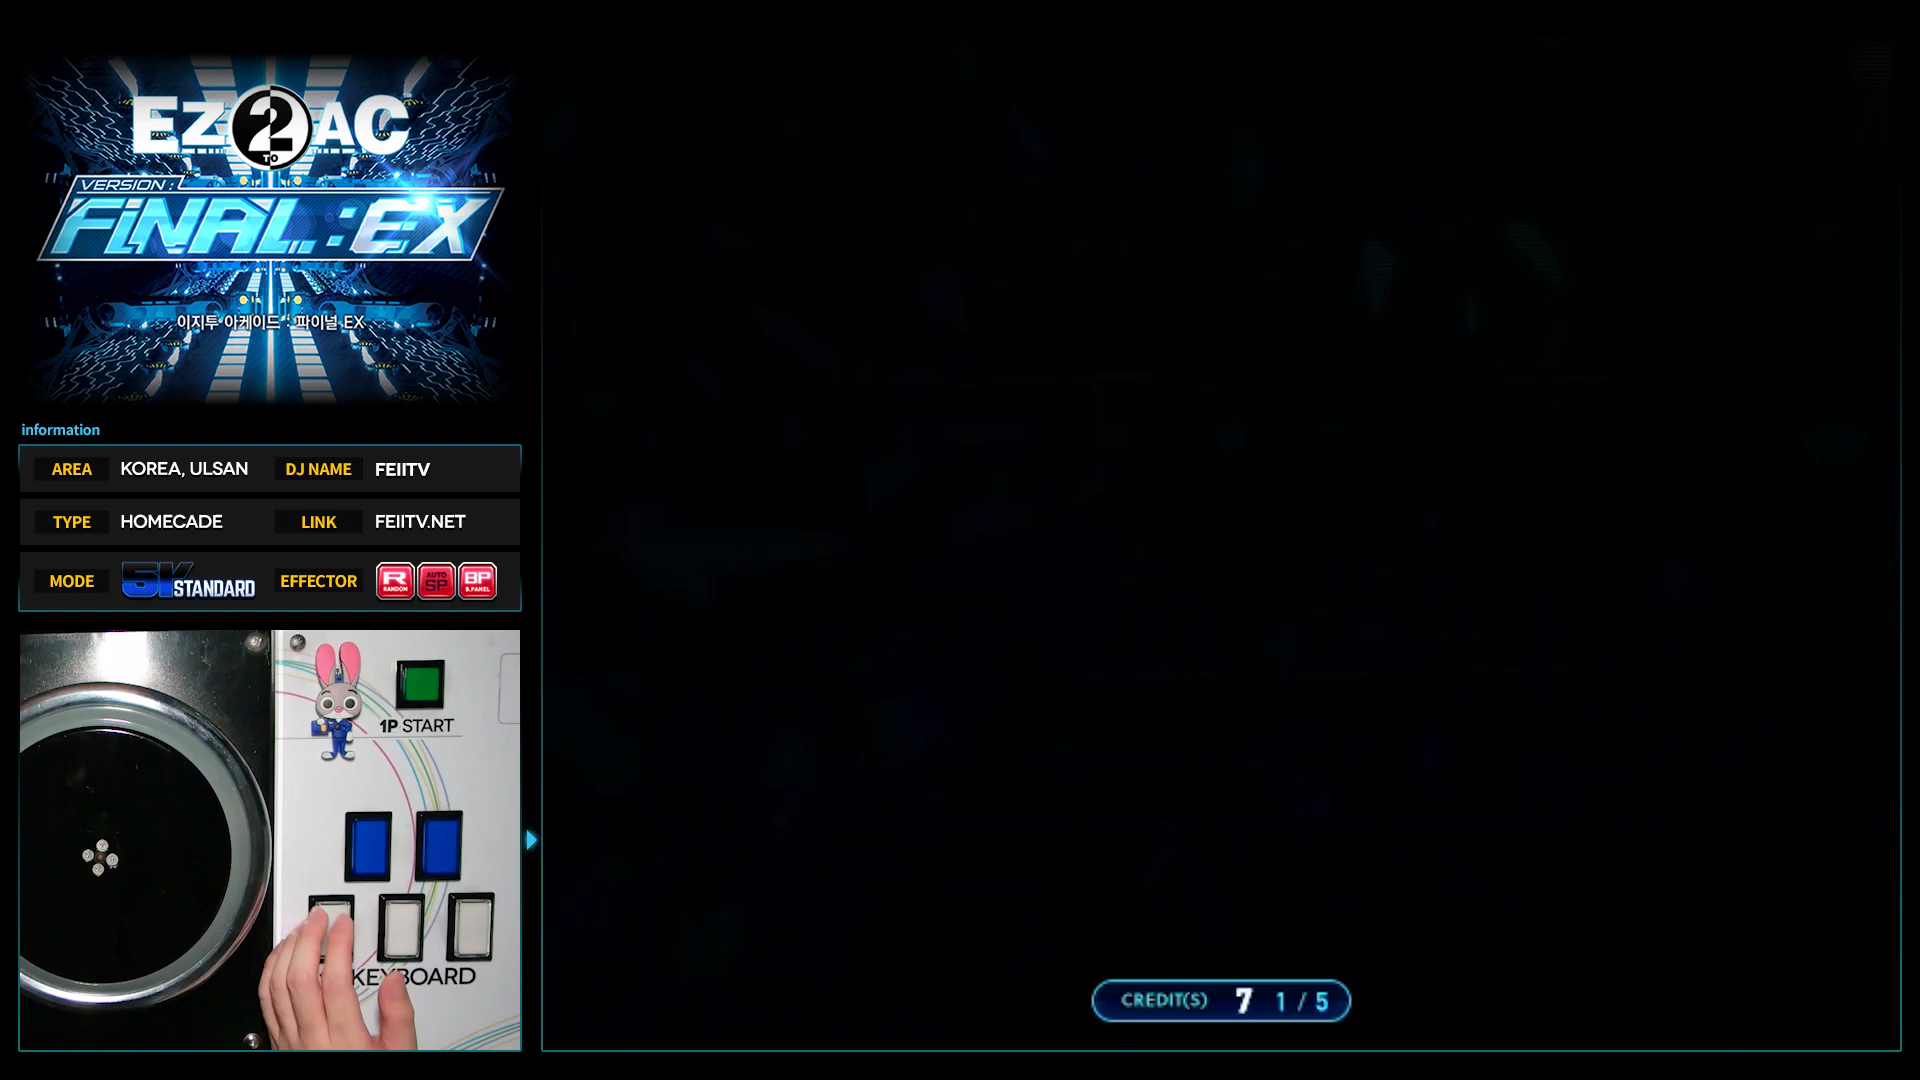 EZ2AC
TO
VERSION :
FiNAL:EX
이지투 아케이드 : 파이널 EX
information
AREA KOREA, ULSAN DJ NAME FEIITV
TYPE HOMECADE LINK FEIITV.NET
MODE 5K STANDARD EFFECTOR R RANDOM AUTO SP BP B.PANEL
1P START
KEYBOARD
CREDIT(S) 7 1 / 5